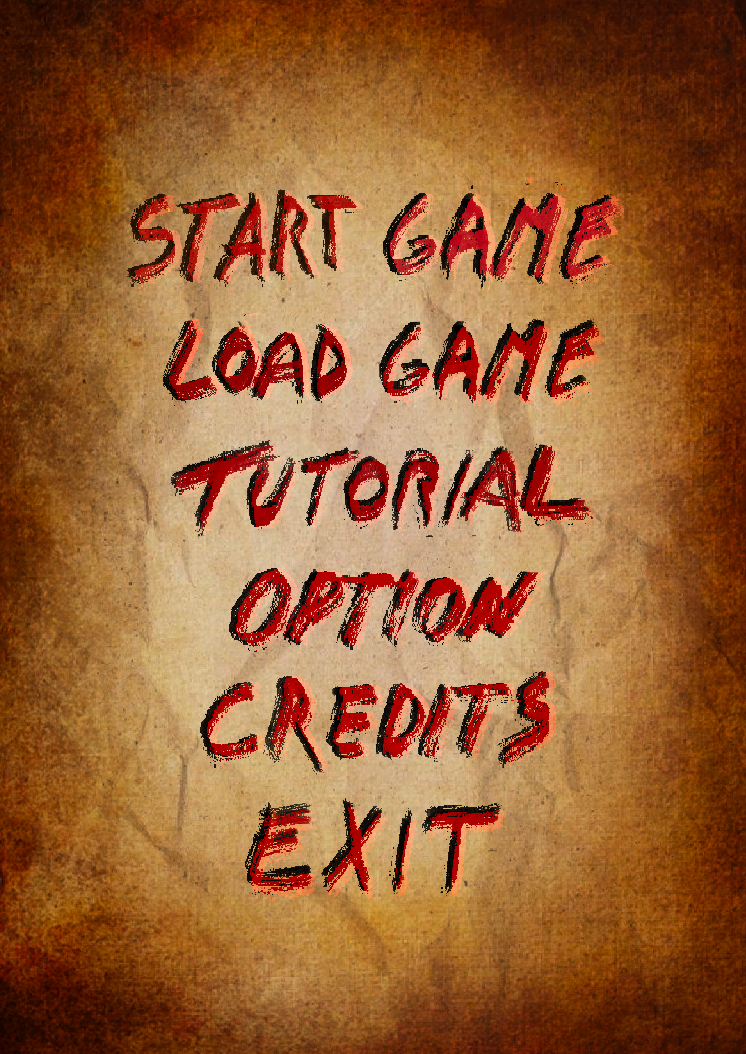 START GAME
LOAD GAME
TUTORIAL
OPTION
CREDITS
EXIT